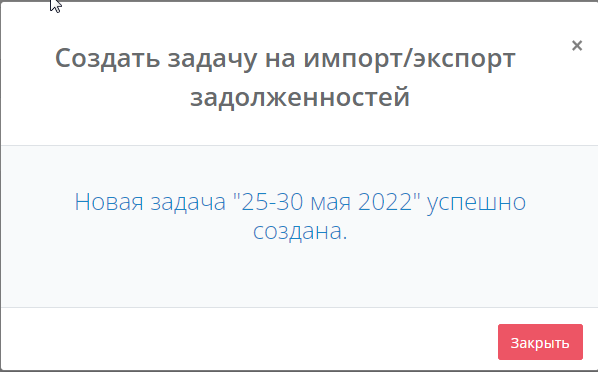 Создать задачу на импорт/экспорт
×
задолженностей
Новая задача "25-30 мая 2022" успешно
создана.
Закрыть